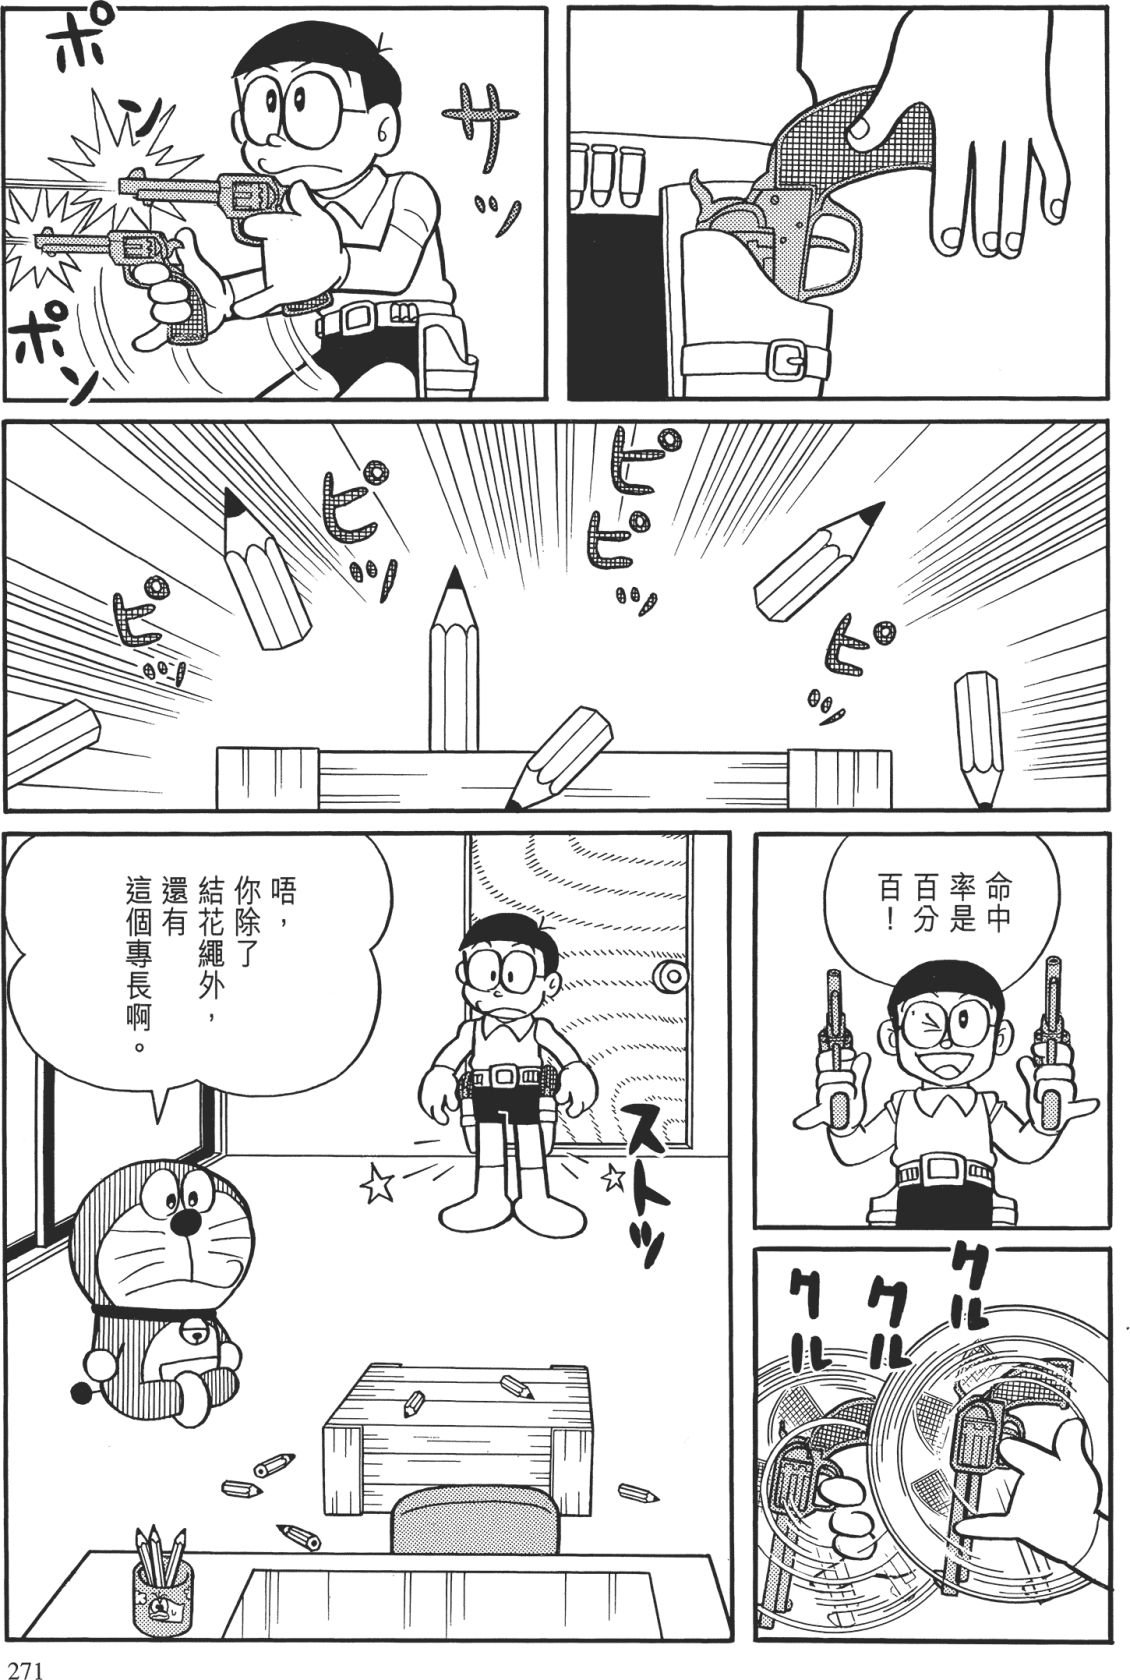 サッ
ポン
ポン
ピピッ
ピッ
ピッ
ピッ
命中
率是
百分
百！
クル
クル
クル
ストッ
唔，
你除了
結花繩外，
還有
這個專長啊。
271